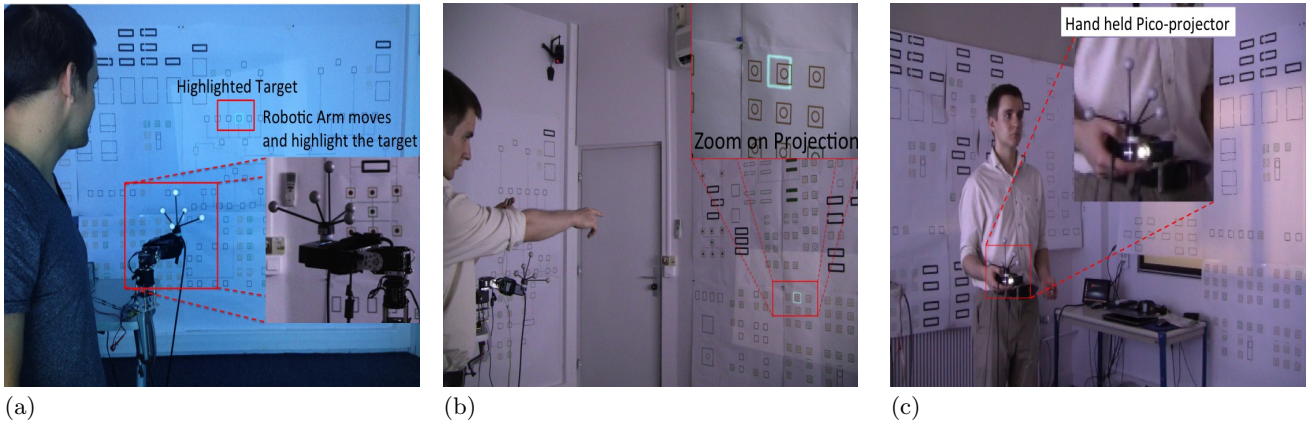 Highlighted Target
Robotic Arm moves
and highlight the target
Zoom on Projection
Hand held Pico-projector
(a)
(b)
(c)